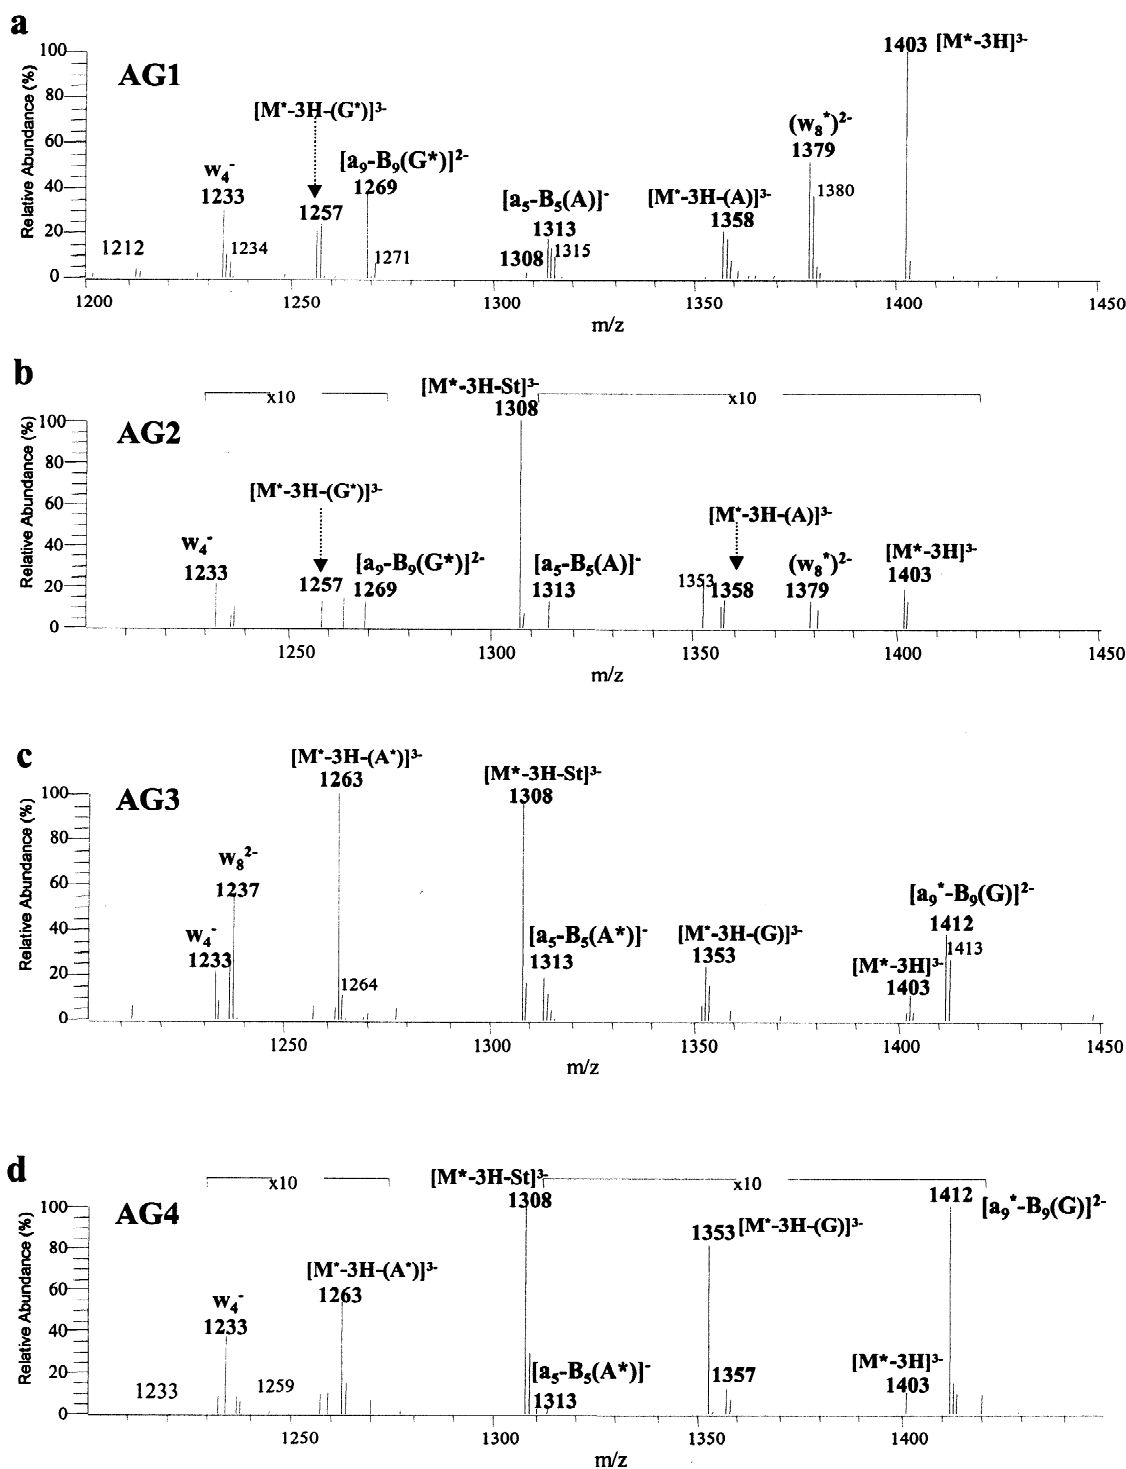 a
AG1
Relative Abundance (%)
100
80
60
40
20
0
w4-
1233
1212
1234
[M*-3H-(G*)]3-
1257
[a9-B9(G*)]2-
1269
1271
[a5-B5(A)]-
1313
1308
1315
[M*-3H-(A)]3-
1358
(w8*)2-
1379
1380
1403 [M*-3H]3-
1200
1250
1300
1350
1400
1450
m/z
b
AG2
Relative Abundance (%)
100
80
60
40
20
0
x10
[M*-3H-St]3-
1308
x10
w4-
1233
[M*-3H-(G*)]3-
1257
[a9-B9(G*)]2-
1269
[a5-B5(A)]-
1313
1353
[M*-3H-(A)]3-
1358
(w8*)2-
1379
[M*-3H]3-
1403
1250
1300
1350
1400
1450
m/z
c
AG3
Relative Abundance (%)
100
80
60
40
20
0
w4-
1233
w8 2-
1237
[M*-3H-(A*)]3-
1263
1264
[M*-3H-St]3-
1308
[a5-B5(A*)]-
1313
[M*-3H-(G)]3-
1353
[M*-3H]3-
1403
[a9*-B9(G)]2-
1412
1413
1250
1300
1350
1400
1450
m/z
d
AG4
Relative Abundance (%)
100
80
60
40
20
0
x10
[M*-3H-St]3-
1308
x10
1233
w4-
1233
1259
[M*-3H-(A*)]3-
1263
[a5-B5(A*)]-
1313
1353 [M*-3H-(G)]3-
1357
[M*-3H]3-
1403
1412
[a9*-B9(G)]2-
1250
1300
1350
1400
m/z